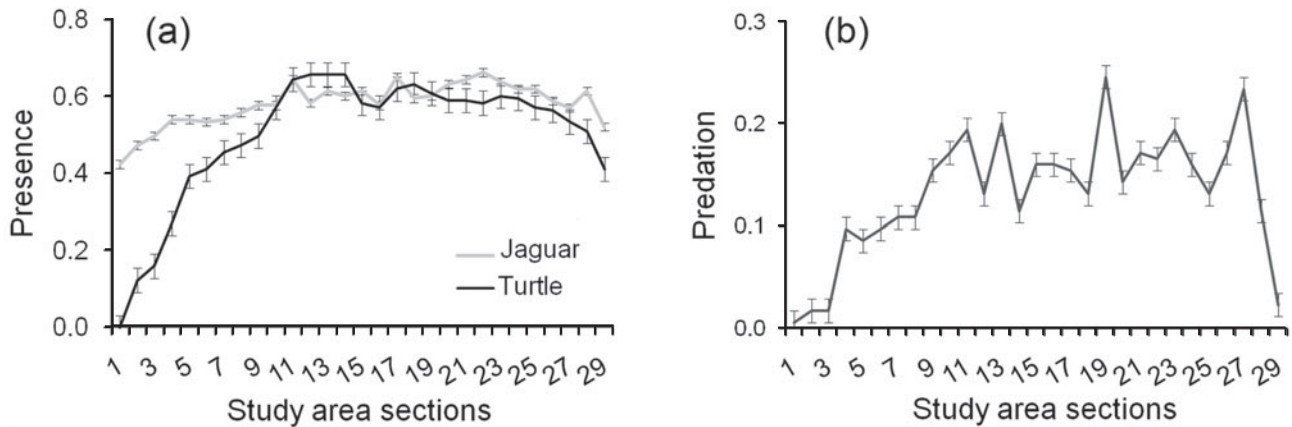 (a)
Presence
0.8
0.6
0.4
0.2
0.0
Jaguar
Turtle
1 3 5 7 9 11 13 15 17 19 21 23 25 27 29
Study area sections
(b)
Predation
0.3
0.2
0.1
0.0
1 3 5 7 9 11 13 15 17 19 21 23 25 27 29
Study area sections